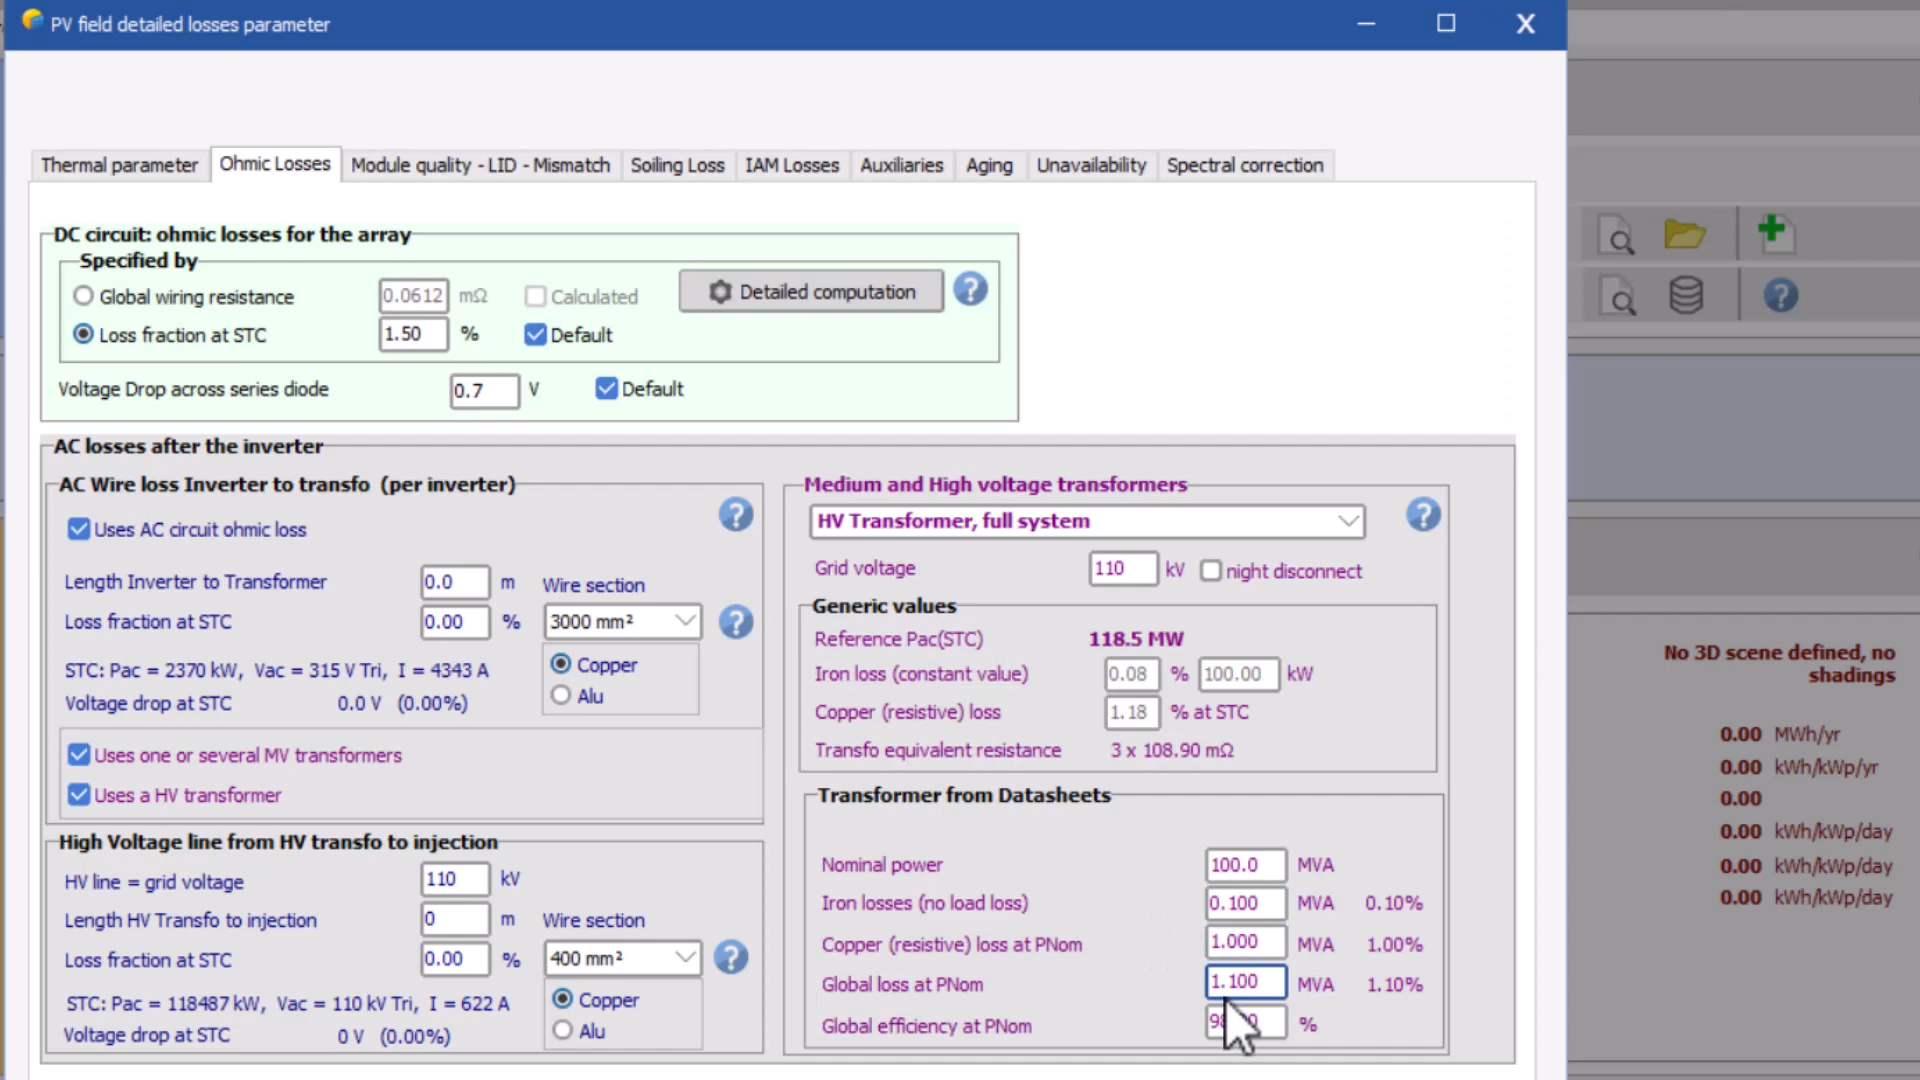 PV field detailed losses parameter
Thermal parameter
Ohmic Losses
Module quality - LID - Mismatch
Soiling Loss
IAM Losses
Auxiliaries
Aging
Unavailability
Spectral correction
DC circuit: ohmic losses for the array
Specified by
Global wiring resistance 0.0612 mΩ Calculated
Detailed computation
?
Loss fraction at STC 1.50 % Default
Voltage Drop across series diode 0.7 V Default
AC losses after the inverter
AC Wire loss Inverter to transfo (per inverter)
Uses AC circuit ohmic loss
?
Length Inverter to Transformer 0.0 m Wire section
Loss fraction at STC 0.00 % 3000 mm²
?
STC: Pac = 2370 kW, Vac = 315 V Tri, I = 4343 A
Copper
Alu
Voltage drop at STC 0.0 V (0.00%)
Uses one or several MV transformers
Uses a HV transformer
High Voltage line from HV transfo to injection
HV line = grid voltage 110 kV
Length HV Transfo to injection 0 m Wire section
Loss fraction at STC 0.00 % 400 mm²
?
STC: Pac = 118487 kW, Vac = 110 kV Tri, I = 622 A
Copper
Alu
Voltage drop at STC 0 V (0.00%)
Medium and High voltage transformers
HV Transformer, full system
?
Grid voltage 110 kV night disconnect
Generic values
Reference Pac(STC) 118.5 MW
Iron loss (constant value) 0.08 % 100.00 kW
Copper (resistive) loss 1.18 % at STC
Transfo equivalent resistance 3 x 108.90 mΩ
Transformer from Datasheets
Nominal power 100.0 MVA
Iron losses (no load loss) 0.100 MVA 0.10%
Copper (resistive) loss at PNom 1.000 MVA 1.00%
Global loss at PNom 1.100 MVA 1.10%
Global efficiency at PNom %
?
No 3D scene defined, no
shadings
0.00 MWh/yr
0.00 kWh/kWp/yr
0.00
0.00 kWh/kWp/day
0.00 kWh/kWp/day
0.00 kWh/kWp/day